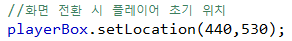 //화면 전환 시 플레이어 초기 위치
playerBox.setLocation(440,530);